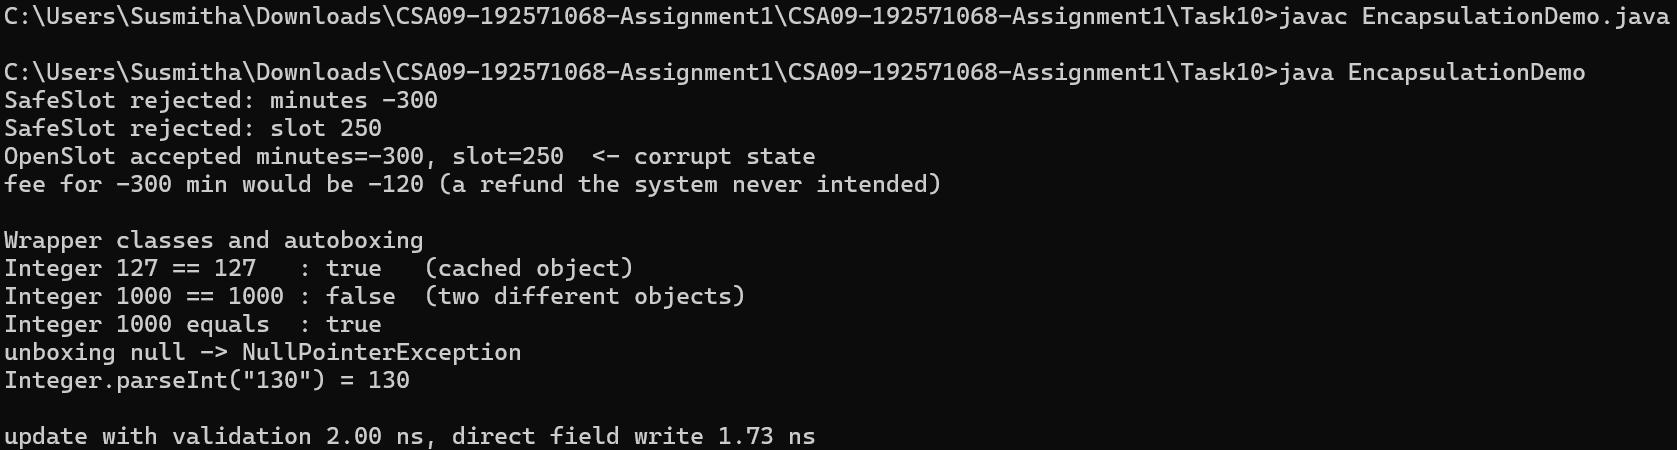 C:\Users\Susmitha\Downloads\CSA09-192571068-Assignment1\CSA09-192571068-Assignment1\Task10>javac EncapsulationDemo.java
C:\Users\Susmitha\Downloads\CSA09-192571068-Assignment1\CSA09-192571068-Assignment1\Task10>java EncapsulationDemo
SafeSlot rejected: minutes -300
SafeSlot rejected: slot 250
OpenSlot accepted minutes=-300, slot=250  <- corrupt state
fee for -300 min would be -120 (a refund the system never intended)
Wrapper classes and autoboxing
Integer 127 == 127   : true   (cached object)
Integer 1000 == 1000 : false  (two different objects)
Integer 1000 equals  : true
unboxing null -> NullPointerException
Integer.parseInt("130") = 130
update with validation 2.00 ns, direct field write 1.73 ns